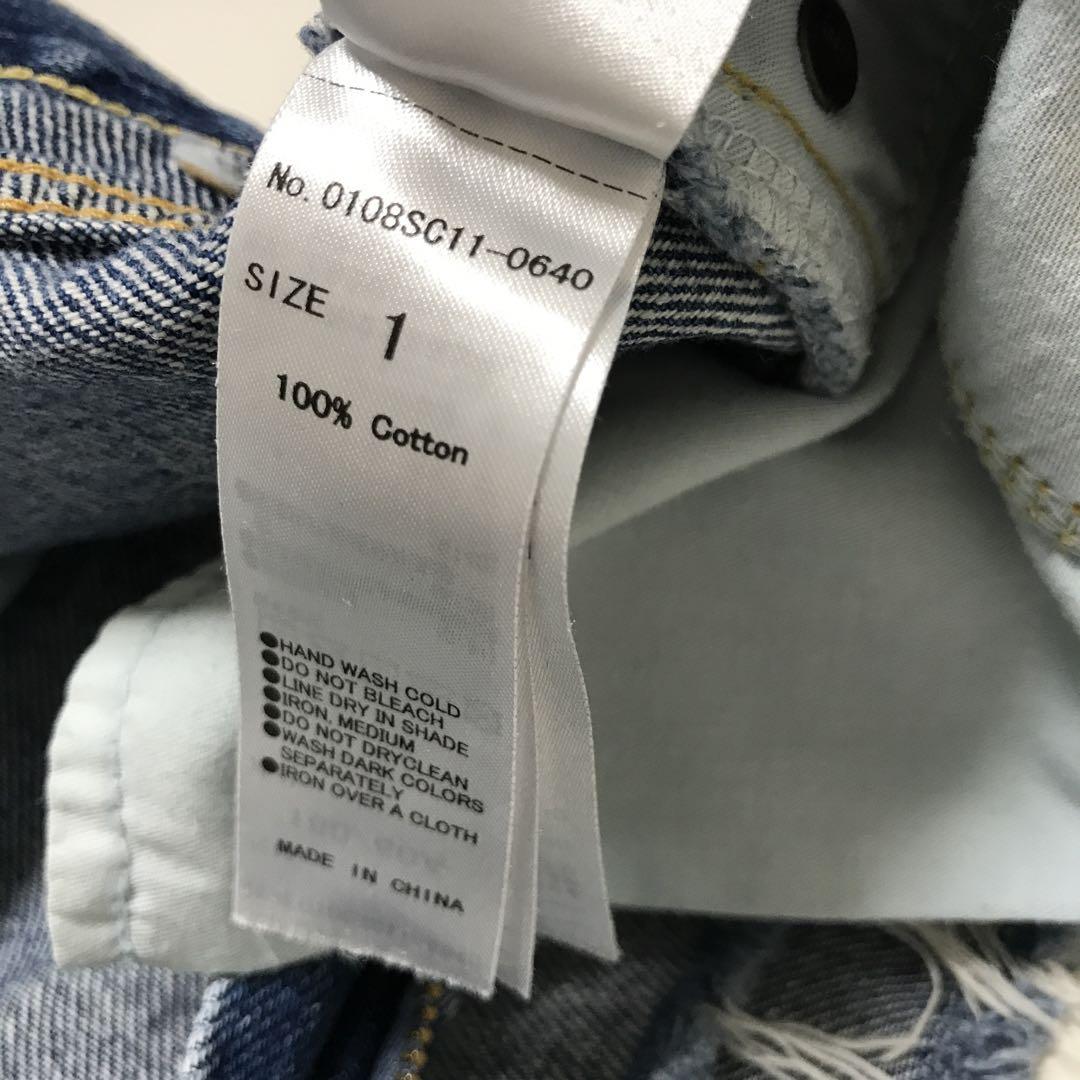 No. 0108SC11-0640
SIZE 1
100% Cotton
●HAND WASH COLD
●DO NOT BLEACH
●LINE DRY IN SHADE
●IRON, MEDIUM
●DO NOT DRYCLEAN
●WASH DARK COLORS
SEPARATELY
●IRON OVER A CLOTH
MADE IN CHINA